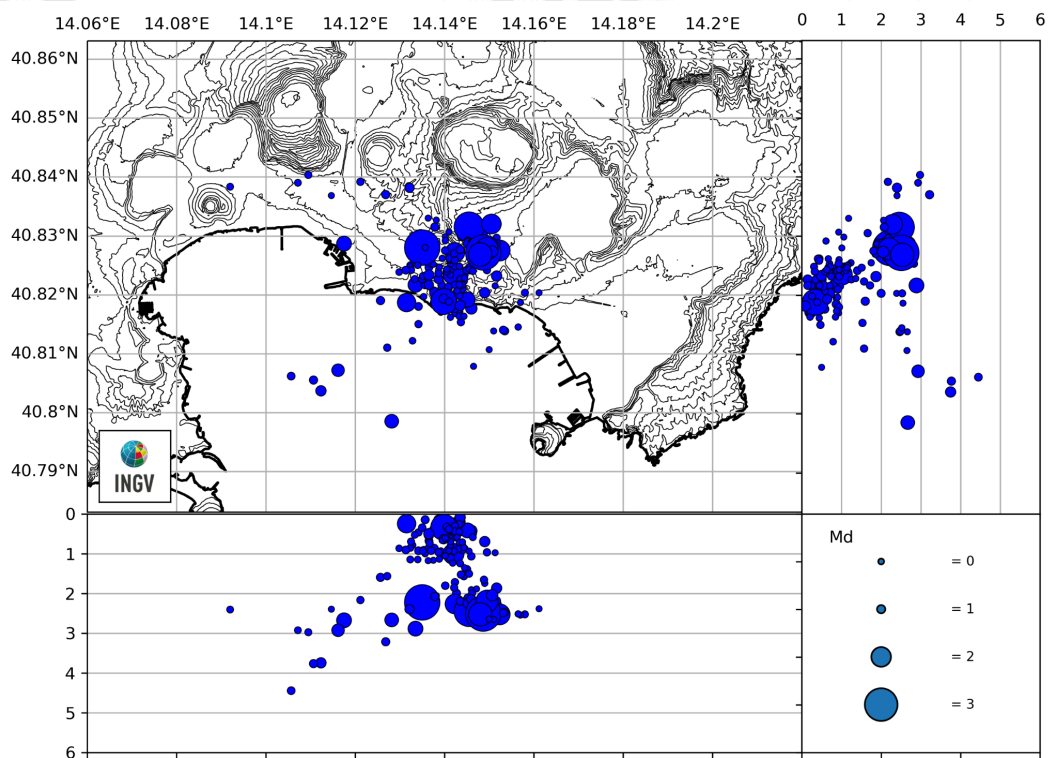 14.06°E 14.08°E 14.1°E 14.12°E 14.14°E 14.16°E 14.18°E 14.2°E 0 1 2 3 4 5 6
40.86°N
40.85°N
40.84°N
40.83°N
40.82°N
40.81°N
40.8°N
40.79°N
INGV
0
1
2
3
4
5
6
Md
= 0
= 1
= 2
= 3